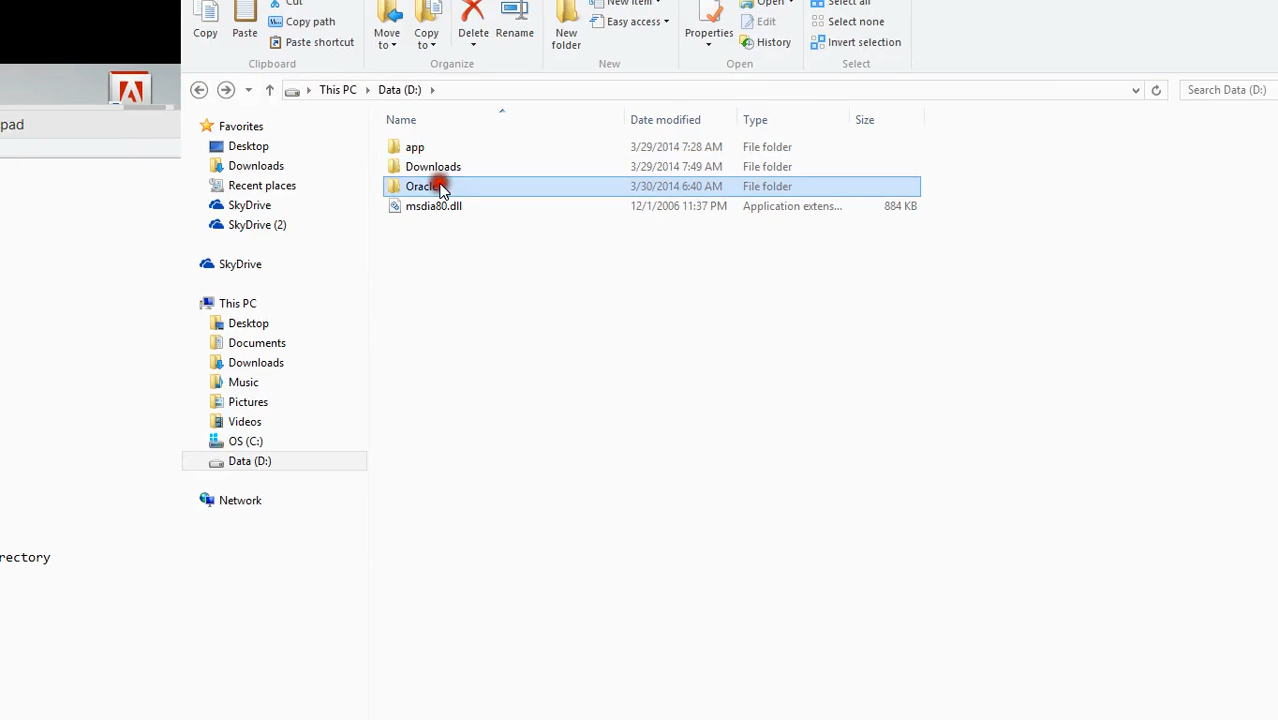 Cut
Copy path
Paste shortcut
Copy
Paste
Clipboard
Move to
Copy to
Delete
Rename
Organize
New item
Easy access
New folder
New
Properties
Open
Edit
History
Open
Select all
Select none
Invert selection
Select
This PC
Data (D:)
Search Data (D:)
pad
rectory
Favorites
Desktop
Downloads
Recent places
SkyDrive
SkyDrive (2)
SkyDrive
This PC
Desktop
Documents
Downloads
Music
Pictures
Videos
OS (C:)
Data (D:)
Network
Name Date modified Type Size
app 3/29/2014 7:28 AM File folder
Downloads 3/29/2014 7:49 AM File folder
Oracle 3/30/2014 6:40 AM File folder
msdia80.dll 12/1/2006 11:37 PM Application extens... 884 KB